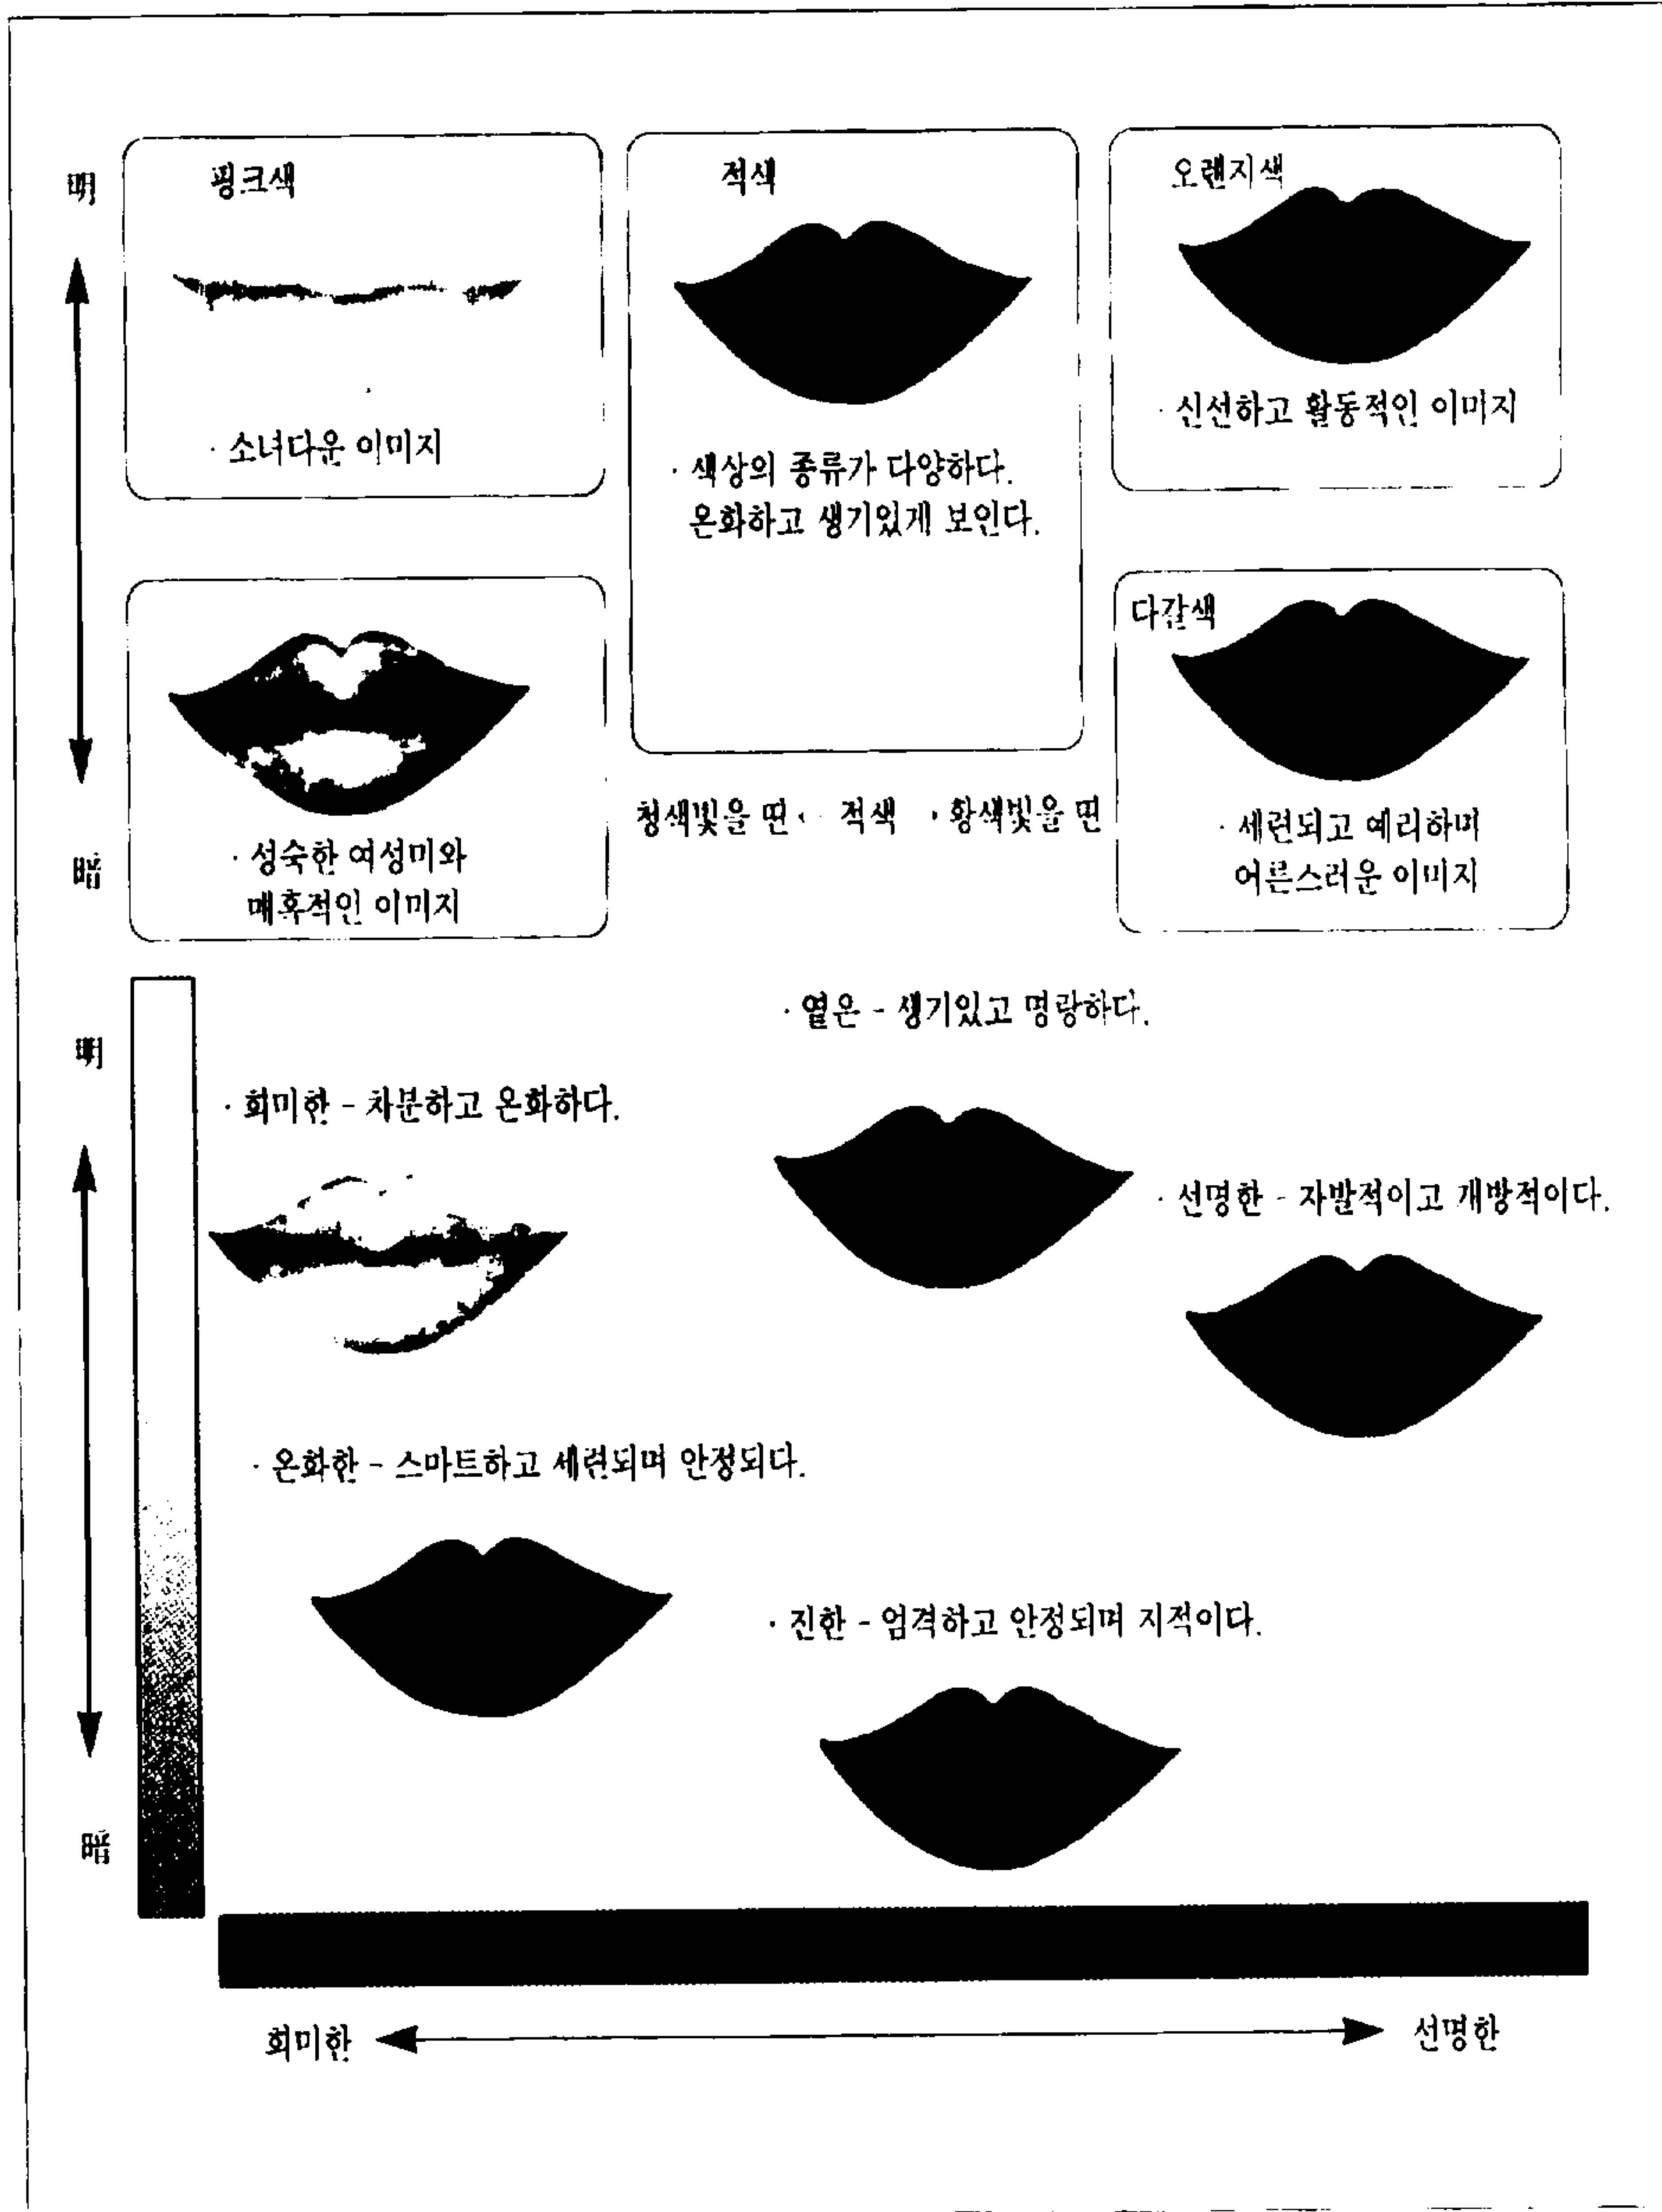 明
핑크색
· 소녀다운 이미지
적색
· 색상의 종류가 다양하다.
온화하고 생기있게 보인다.
오렌지색
· 신선하고 활동적인 이미지
暗
· 성숙한 여성미와
매혹적인 이미지
청색빛을 띤 ← 적색 → 황색빛을 띤
다갈색
· 세련되고 예리하며
어른스러운 이미지
明
· 엷은 - 생기있고 명랑하다.
· 희미한 - 차분하고 온화하다.
· 선명한 - 자발적이고 개방적이다.
· 온화한 - 스마트하고 세련되며 안정되다.
· 진한 - 엄격하고 안정되며 지적이다.
暗
희미한
선명한